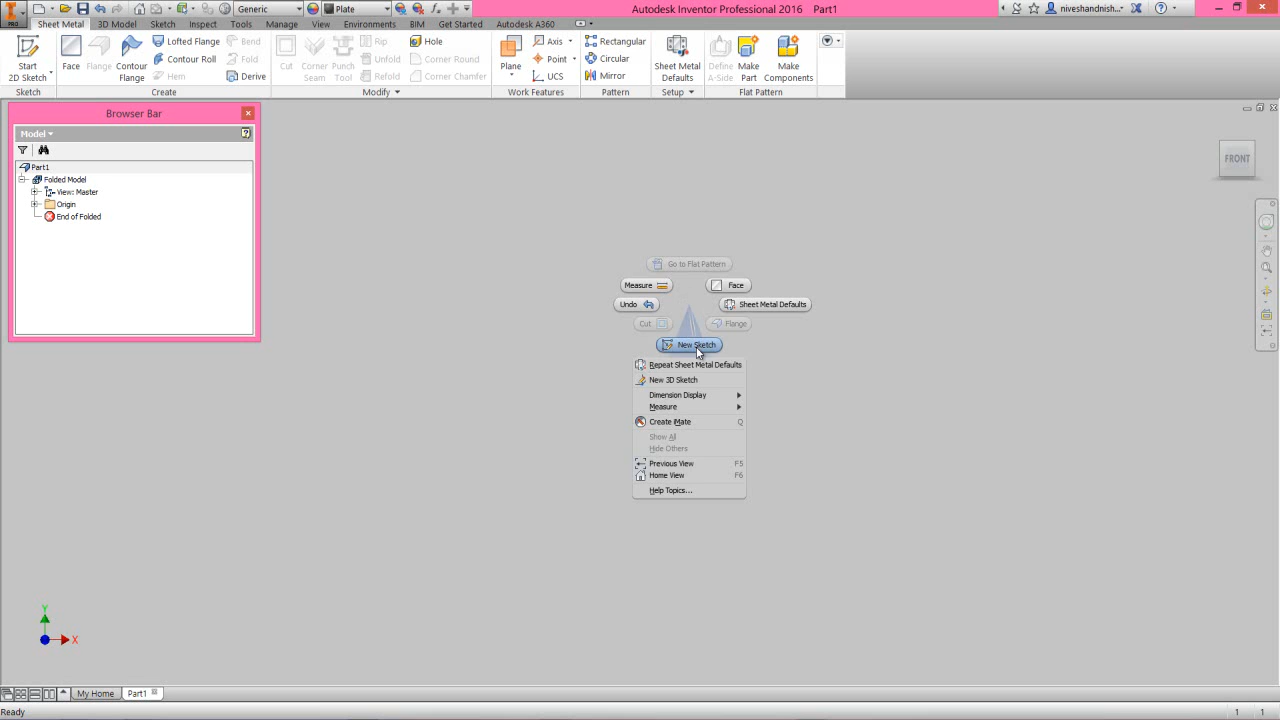 PRO
Generic
Plate
Autodesk Inventor Professional 2016 Part1
niveshandnish...
Sheet Metal 3D Model Sketch Inspect Tools Manage View Environments BIM Get Started Autodesk A360
Start
2D Sketch
Sketch
Face
Flange
Contour
Flange
Lofted Flange
Contour Roll
Hem
Bend
Fold
Derive
Create
Cut
Corner
Seam
Punch
Tool
Rip
Unfold
Refold
Hole
Corner Round
Corner Chamfer
Modify
Plane
Axis
Point
UCS
Work Features
Rectangular
Circular
Mirror
Pattern
Sheet Metal
Defaults
Setup
Define
A-Side
Make
Part
Make
Components
Flat Pattern
Browser Bar
Model
Part1
Folded Model
View: Master
Origin
End of Folded
FRONT
Go to Flat Pattern
Measure
Face
Undo
Sheet Metal Defaults
Cut
Flange
New Sketch
Repeat Sheet Metal Defaults
New 3D Sketch
Dimension Display
Measure
Create iMate Q
Show All
Hide Others
Previous View F5
Home View F6
Help Topics...
Y
X
My Home Part1
Ready 1 1